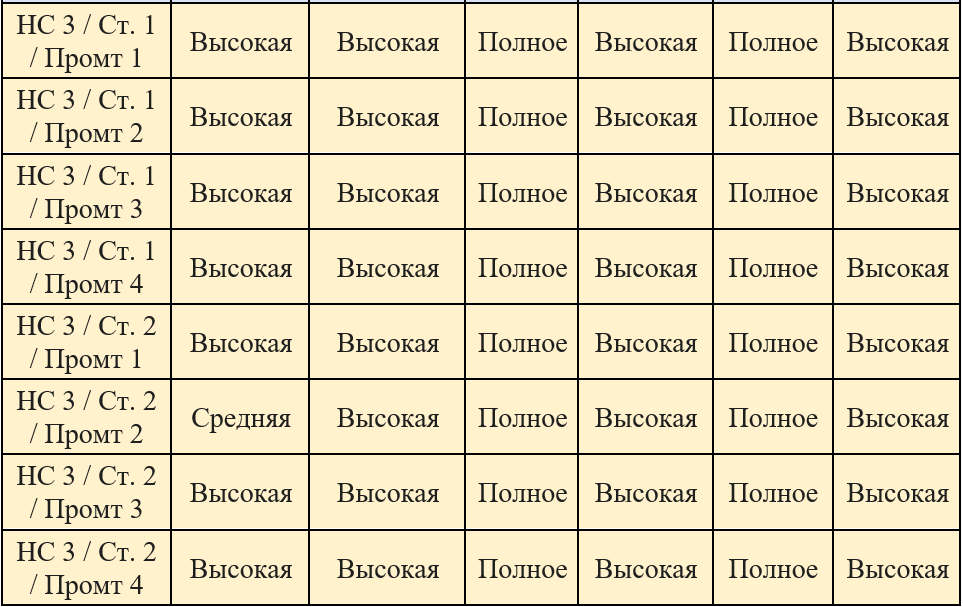 НС 3 / Ст. 1
/ Промт 1 Высокая Высокая Полное Высокая Полное Высокая
НС 3 / Ст. 1
/ Промт 2 Высокая Высокая Полное Высокая Полное Высокая
НС 3 / Ст. 1
/ Промт 3 Высокая Высокая Полное Высокая Полное Высокая
НС 3 / Ст. 1
/ Промт 4 Высокая Высокая Полное Высокая Полное Высокая
НС 3 / Ст. 2
/ Промт 1 Высокая Высокая Полное Высокая Полное Высокая
НС 3 / Ст. 2
/ Промт 2 Средняя Высокая Полное Высокая Полное Высокая
НС 3 / Ст. 2
/ Промт 3 Высокая Высокая Полное Высокая Полное Высокая
НС 3 / Ст. 2
/ Промт 4 Высокая Высокая Полное Высокая Полное Высокая